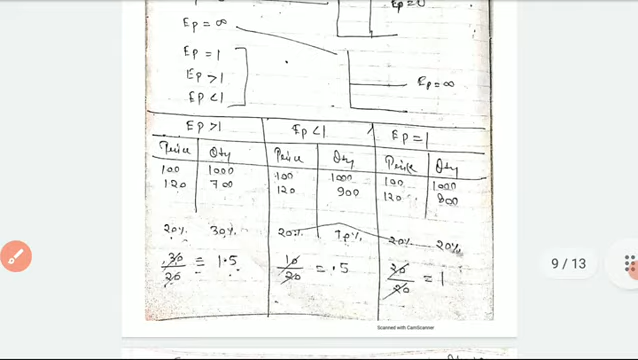 Ep = 0
Ep = ∞
Ep = 1
Ep > 1
Ep < 1
Ep = ∞
Ep > 1 Ep < 1 Ep = 1
Price Qty Price Qty Price Qty
100 1000 100 1000 100 1000
120 700 120 900 120 800
20% 30% 20% 10% 20% 20%
30/20 = 1.5 10/20 = .5 20/20 = 1
9 / 13
Scanned with CamScanner